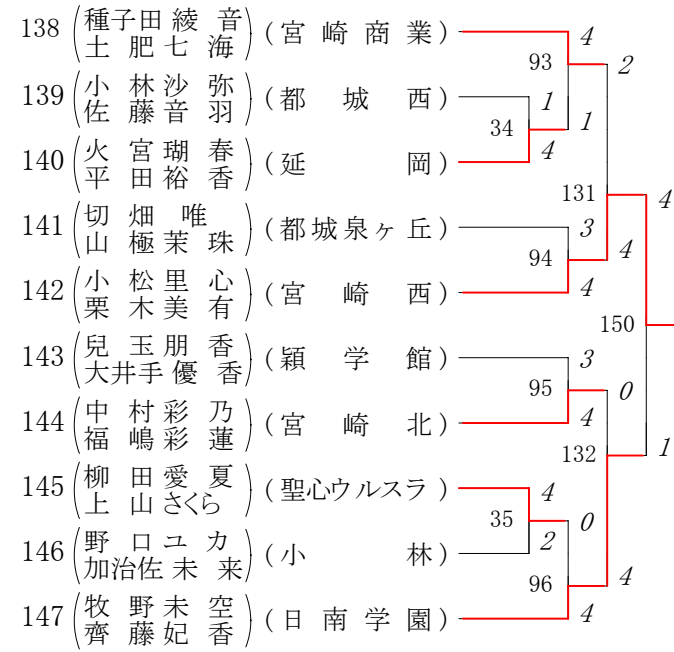 138 (種子田 綾音 土肥 七海) (宮崎商業) 4
93 2
139 (小林 沙弥 佐藤 音羽) (都城西) 1
34 1
140 (火宮 瑚春 平田 裕香) (延岡) 4
131 4
141 (切畑 唯 山極 茉珠) (都城泉ヶ丘) 3
94 4
142 (小松 里心 栗木 美有) (宮崎西) 4
150
143 (兒玉 朋香 大井手 優香) (穎学館) 3
95 0
144 (中村 彩乃 福嶋 彩蓮) (宮崎北) 4
132 1
145 (柳田 愛夏 上山 さくら) (聖心ウルスラ) 4
35 0
146 (野口 ユカ 加治佐 未来) (小林) 2
96 4
147 (牧野 未空 齊藤 妃香) (日南学園) 4